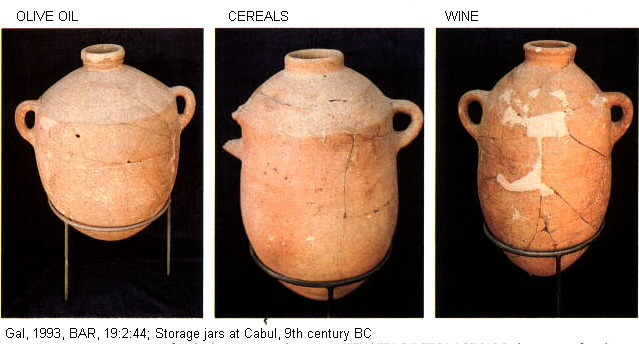 OLIVE OIL
CEREALS
WINE
Gal, 1993, BAR, 19:2:44; Storage jars at Cabul, 9th century BC